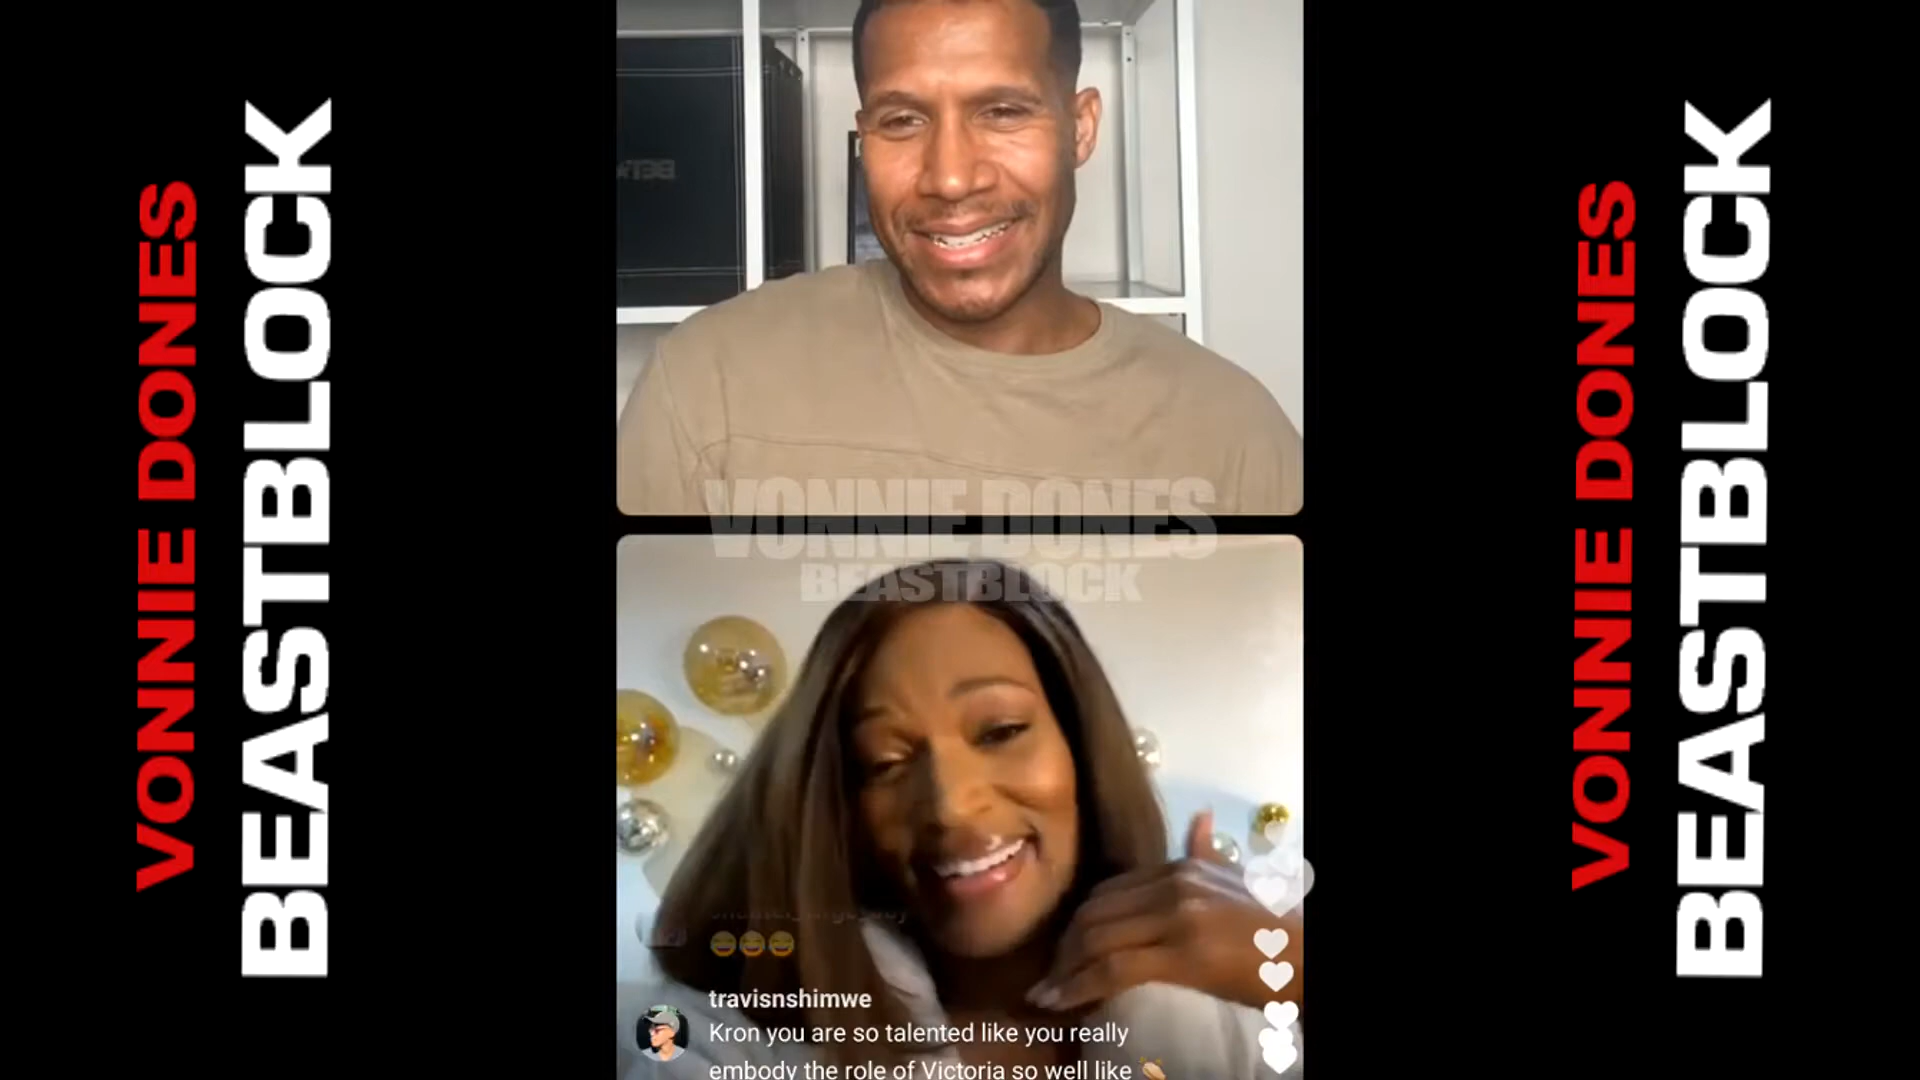 VONNIE DONES
BEASTBLOCK
VONNIE DONES
BEASTBLOCK
😂😂😂
travisnshimwe
Kron you are so talented like you really
embody the role of Victoria so well like 👏
VONNIE DONES
BEASTBLOCK